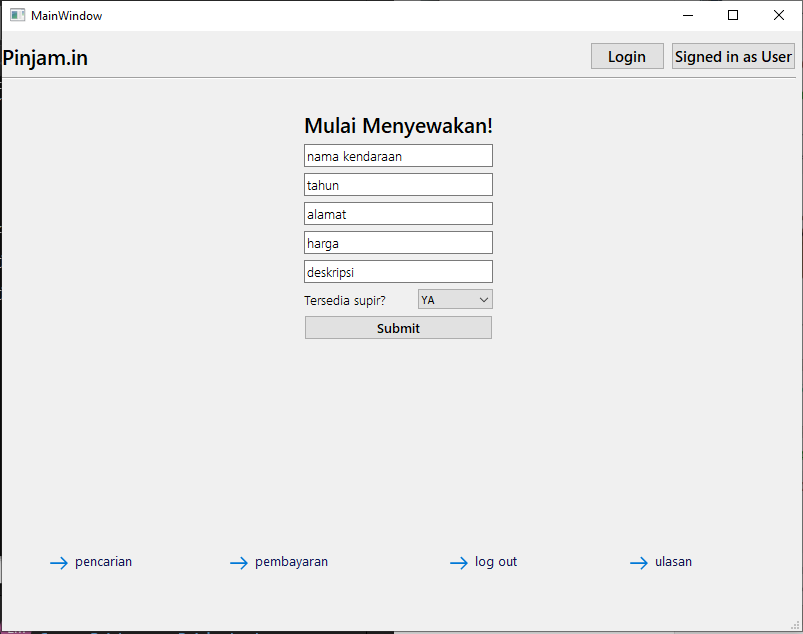 MainWindow
Pinjam.in
Login
Signed in as User
Mulai Menyewakan!
nama kendaraan
tahun
alamat
harga
deskripsi
Tersedia supir? YA
Submit
pencarian
pembayaran
log out
ulasan